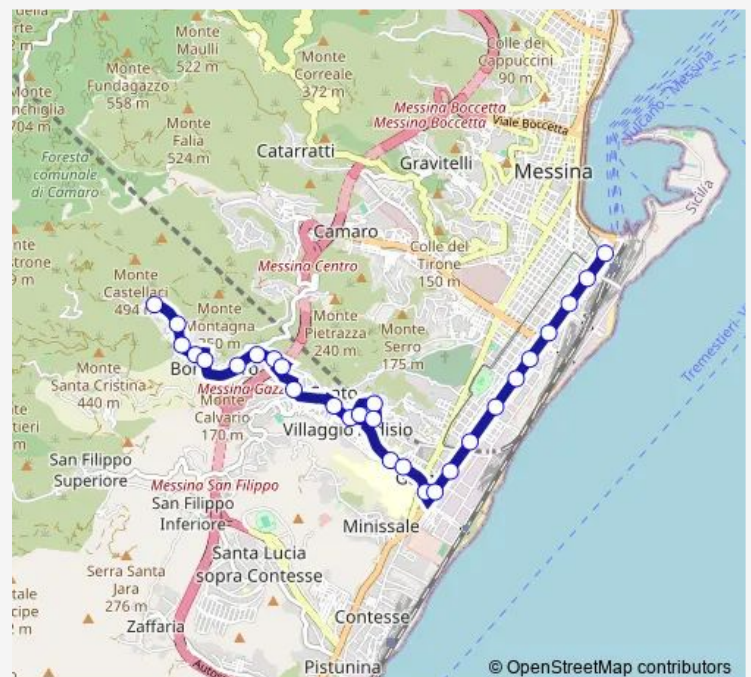 della
Monte
Maulli
522 m
Monte
Correale
372 m
Colle dei
Cappuccini
90 m
Monte
Fundagazzo
558 m
Messina Boccetta
Messina Boccetta
Viale Boccetta
Vulcano - Messina
704 m
Monte
Falia
524 m
Foresta
comunale
di Camaro
Catarratti
Gravitelli
Messina
Sicilia
Camaro
Colle del
Tirone
150 m
Messina Centro
Monte
Castellaci
Monte
Montagna
Monte
Pietrazza
240 m
Monte
Serro
175 m
Monte
Santa Cristina
440 m
Monte
Calvario
170 m
Villaggio
San Filippo
Superiore
Messina San Filippo
San Filippo
Inferiore
Minissale
Santa Lucia
sopra Contesse
Serra Santa
Jara
276 m
Zaffaria
Contesse
Pistunina
© OpenStreetMap contributors